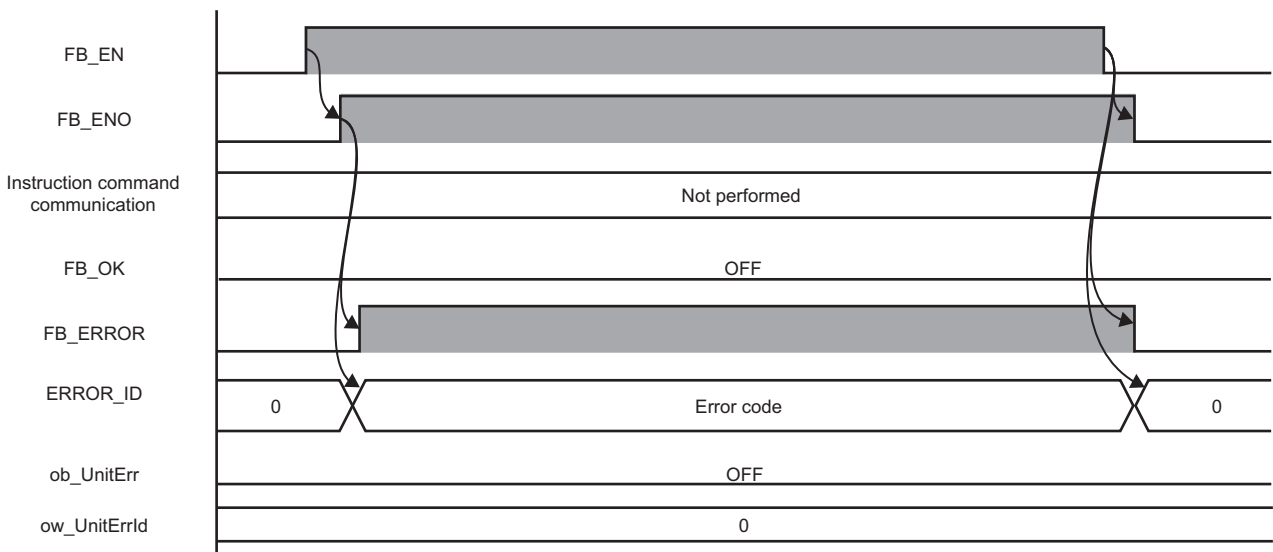 FB_EN
FB_ENO
Instruction command
communication
Not performed
FB_OK
OFF
FB_ERROR
ERROR_ID
0
Error code
0
ob_UnitErr
OFF
ow_UnitErrId
0